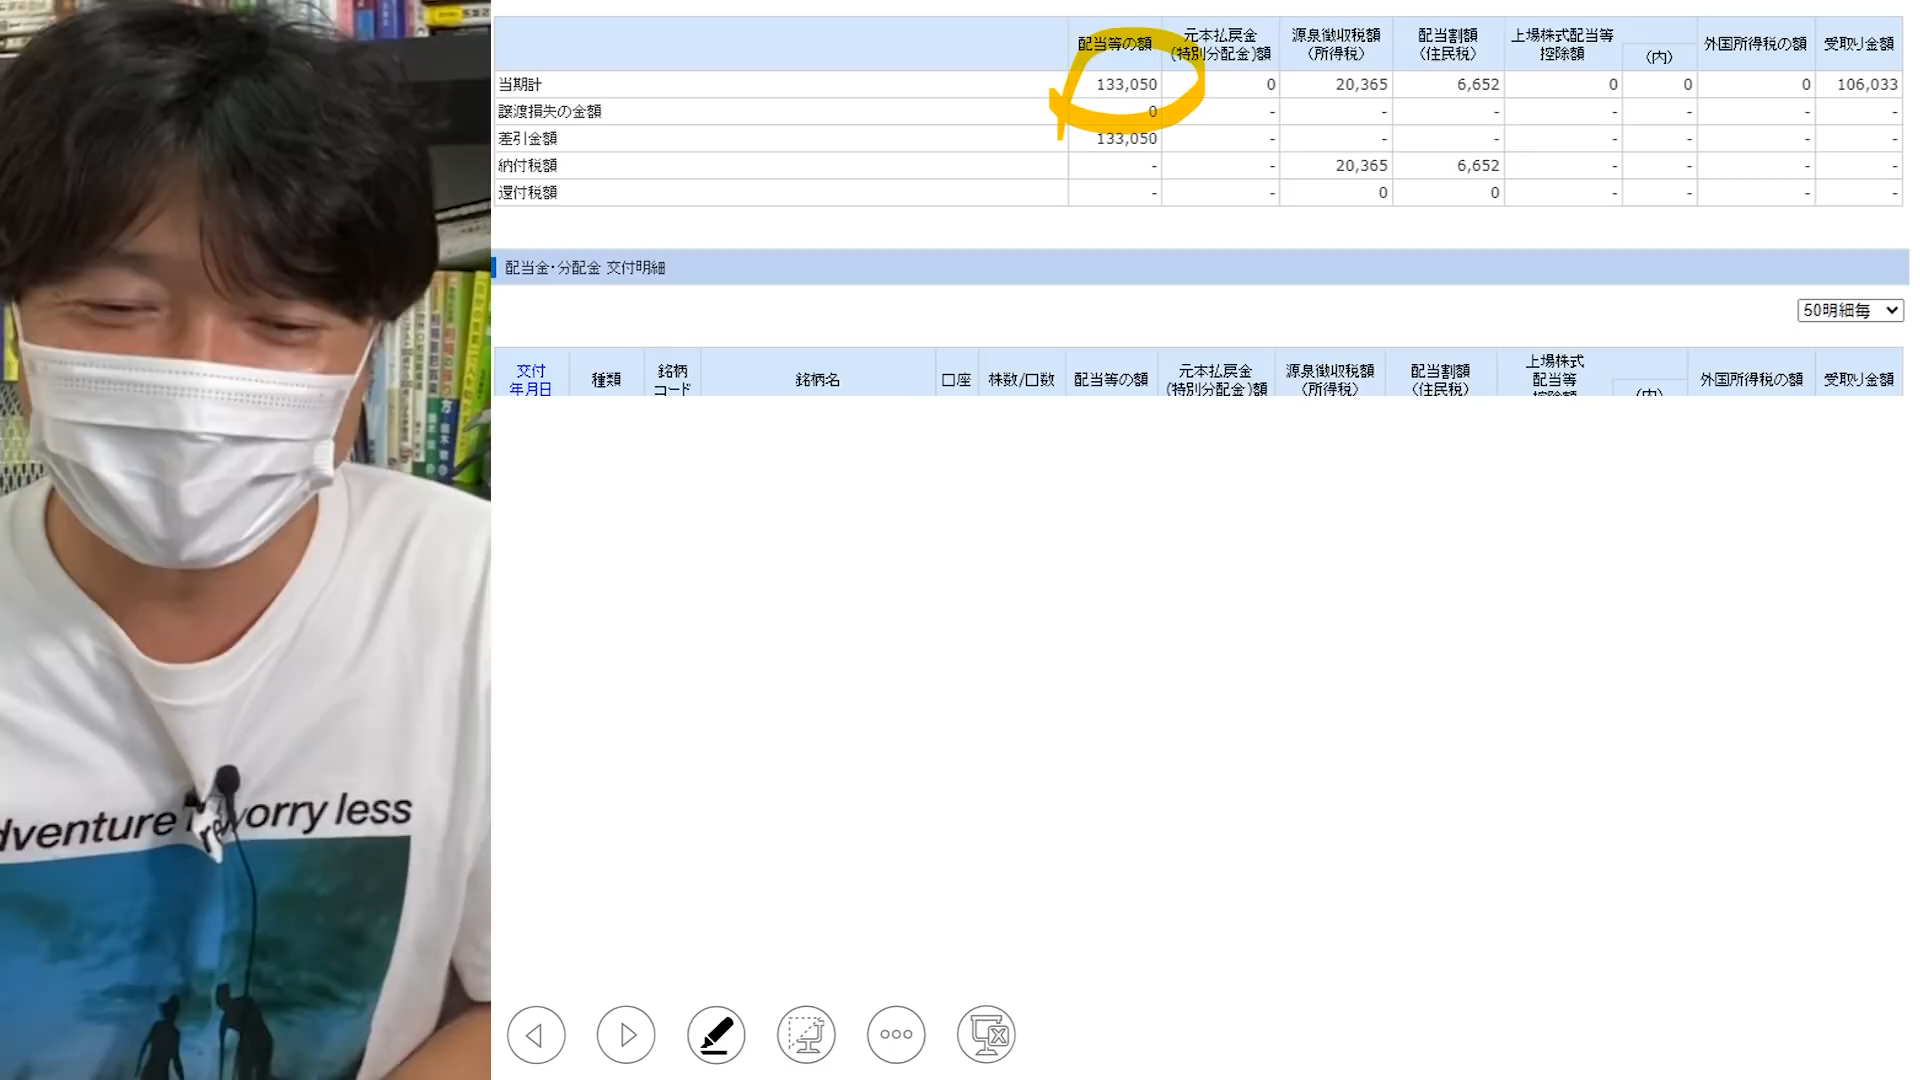 配当等の額 元本払戻金(特別分配金)額 源泉徴収税額(所得税) 配当割額(住民税) 上場株式配当等控除額 (内) 外国所得税の額 受取り金額
当期計 133,050 0 20,365 6,652 0 0 0 106,033
譲渡損失の金額 0 - - - - - - -
差引金額 133,050 - - - - - - -
納付税額 - - 20,365 6,652 - - - -
還付税額 - - 0 0 - - - -
配当金・分配金 交付明細
50明細毎
交付年月日 種類 銘柄コード 銘柄名 口座 株数/口数 配当等の額 元本払戻金(特別分配金)額 源泉徴収税額(所得税) 配当割額(住民税) 上場株式配当等控除額 (内) 外国所得税の額 受取り金額
dventure worry less